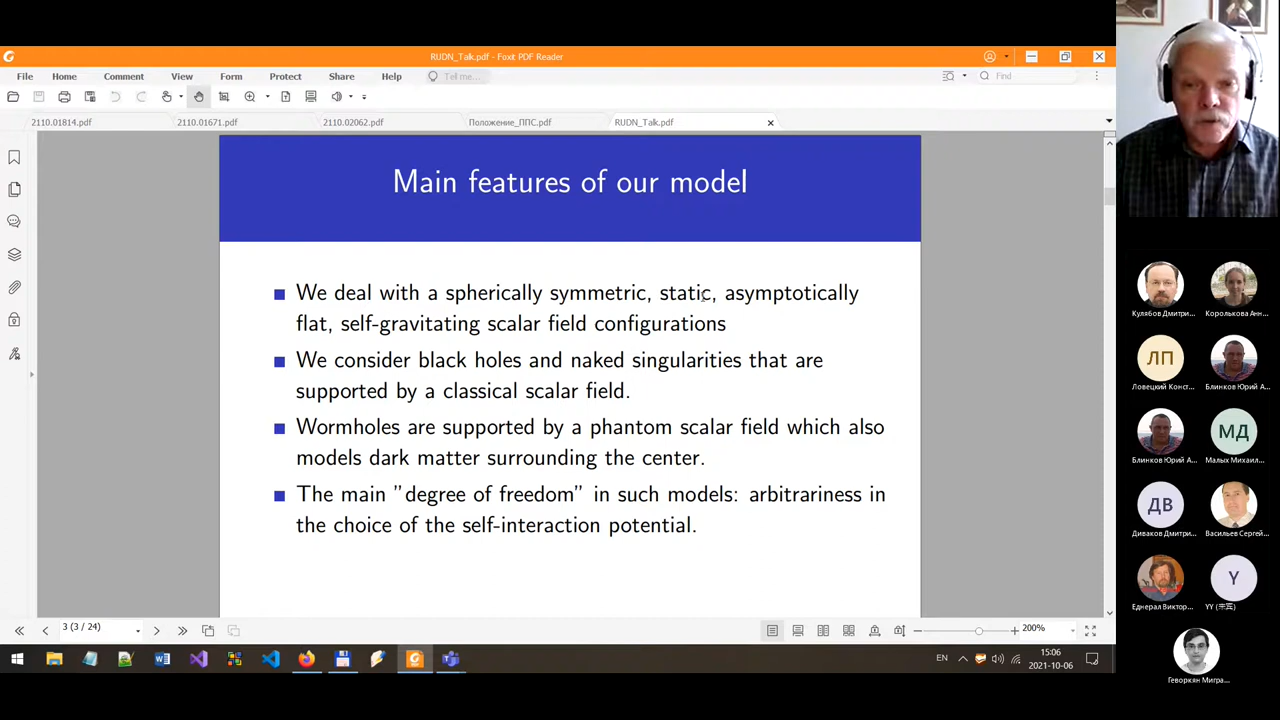 RUDN_Talk.pdf - Foxit PDF Reader
File Home Comment View Form Protect Share Help Tell me... Find
2110.01814.pdf 2110.01671.pdf 2110.02062.pdf Положение_ППС.pdf RUDN_Talk.pdf
Main features of our model
We deal with a spherically symmetric, static, asymptotically
flat, self-gravitating scalar field configurations
We consider black holes and naked singularities that are
supported by a classical scalar field.
Wormholes are supported by a phantom scalar field which also
models dark matter surrounding the center.
The main ”degree of freedom” in such models: arbitrariness in
the choice of the self-interaction potential.
3 (3 / 24)
200%
EN
15:06
2021-10-06
Кулябов Дмитри... Королькова Анн...
ЛП
Ловецкий Конст... Блинков Юрий А...
МД
Блинков Юрий А... Малых Михаил...
ДВ
Диваков Дмитри... Васильев Сергей...
Y
Еднерал Виктор...
Геворкян Мигра...